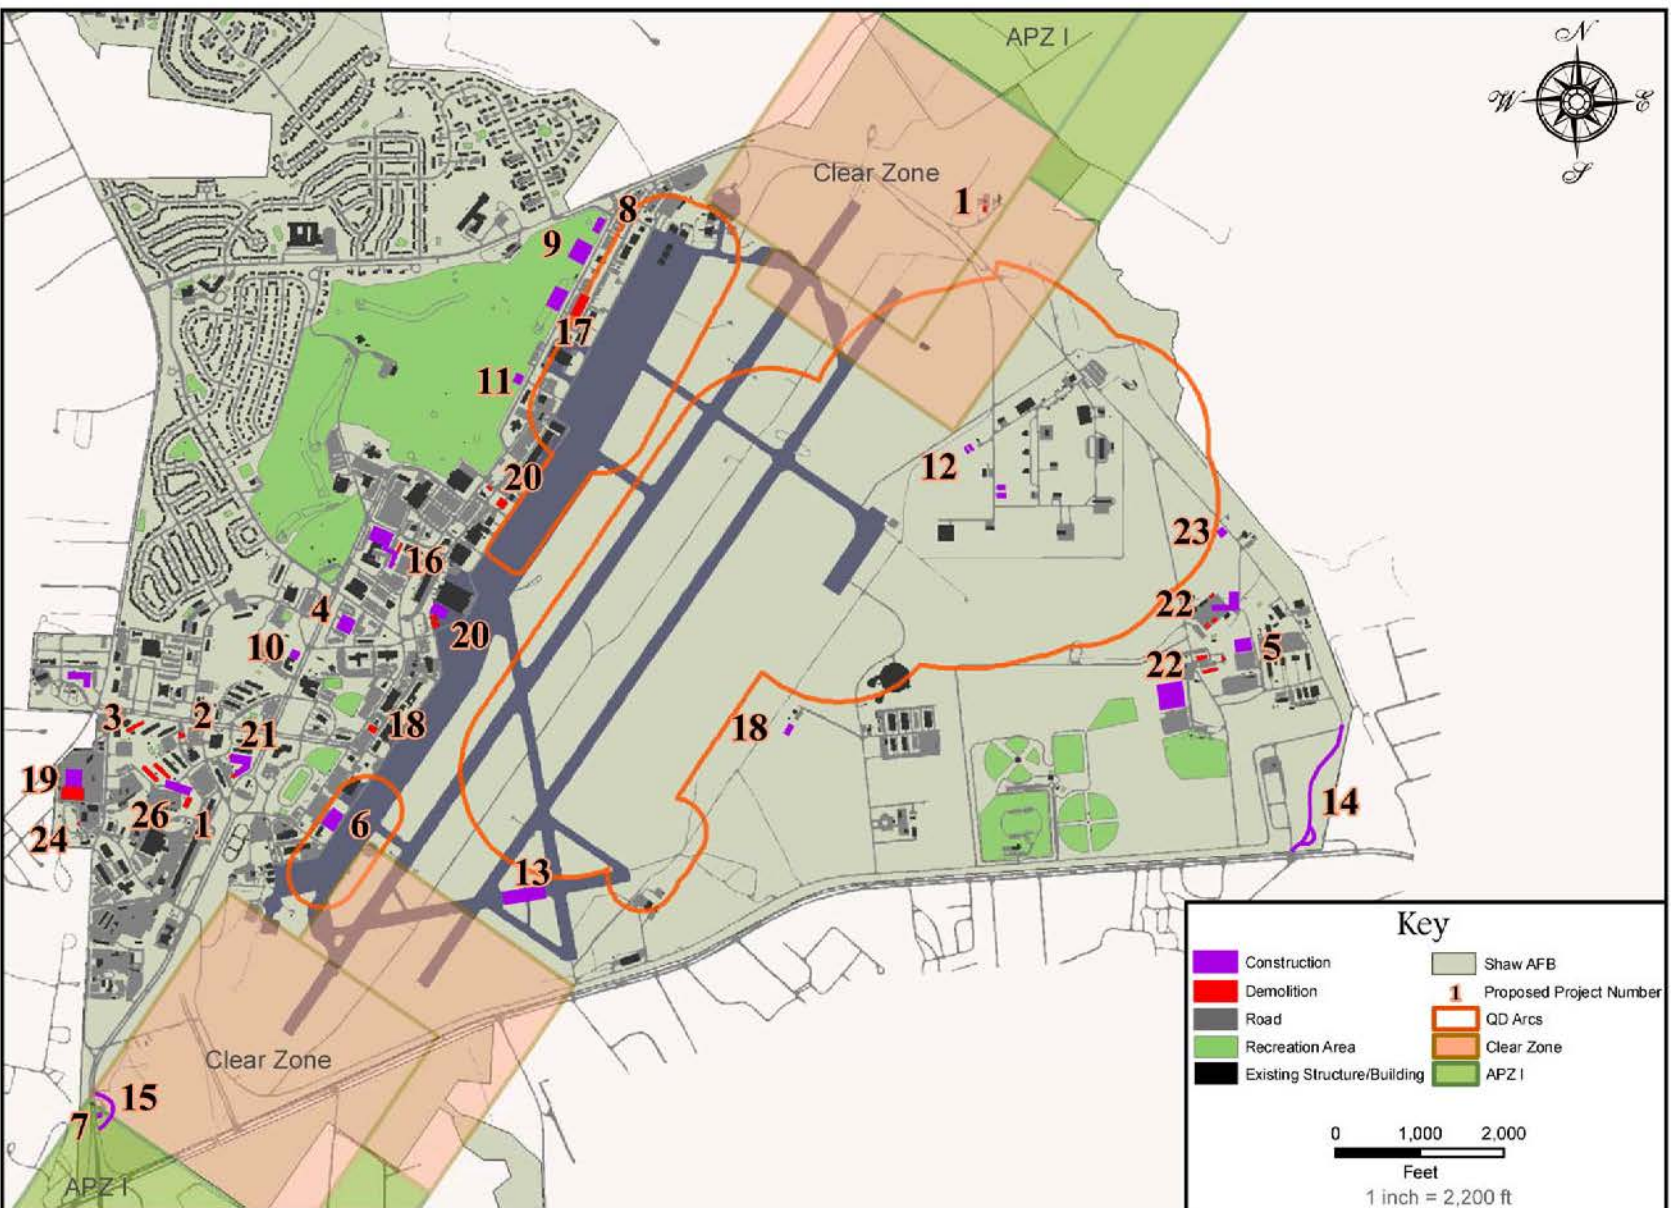 APZ I
N
W
E
S
Clear Zone
1
8
9
17
11
20
12
23
16
4
22
20
10
5
22
3
2
21
18
18
19
14
26
1
6
24
13
Clear Zone
15
7
APZ I
Key
Construction
Demolition
Road
Recreation Area
Existing Structure/Building
Shaw AFB
1 Proposed Project Number
QD Arcs
Clear Zone
APZ I
0 1,000 2,000
Feet
1 inch = 2,200 ft